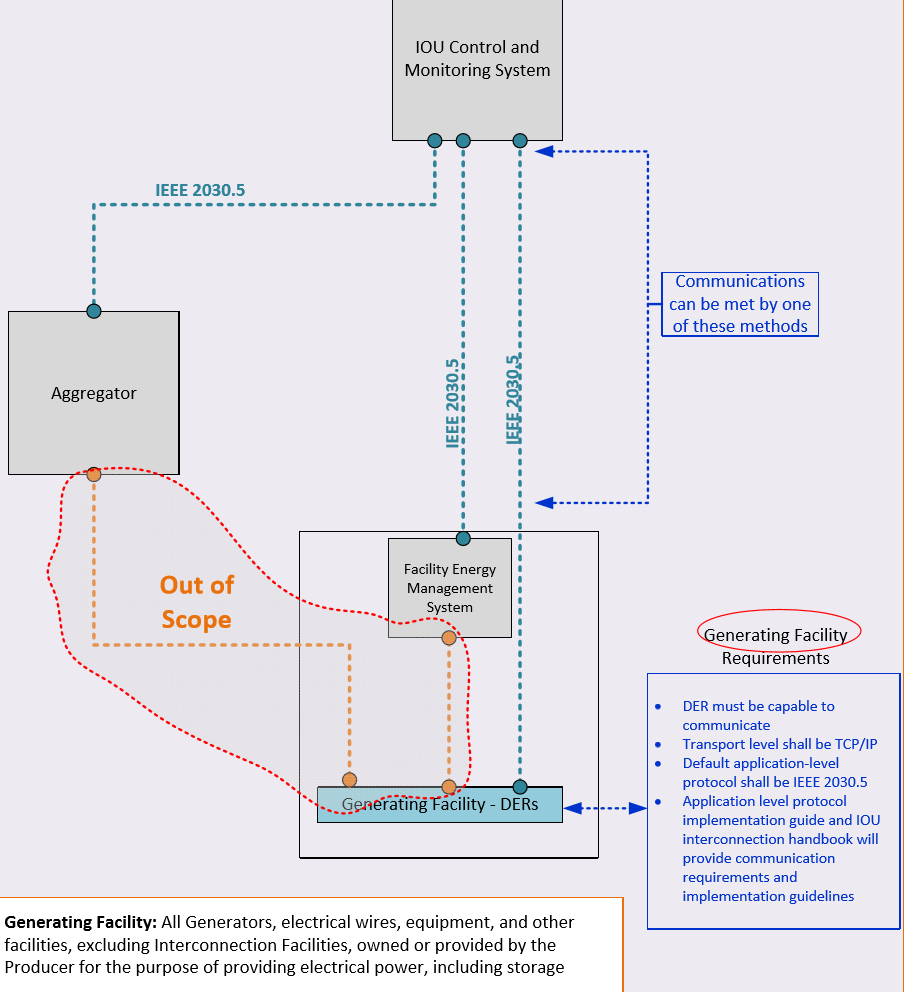 IOU Control and
Monitoring System
IEEE 2030.5
Communications
can be met by one
of these methods
Aggregator
IEEE 2030.5
IEEE 2030.5
Out of
Scope
Facility Energy
Management
System
Generating Facility
Requirements
• DER must be capable to
communicate
• Transport level shall be TCP/IP
• Default application-level
protocol shall be IEEE 2030.5
• Application level protocol
implementation guide and IOU
interconnection handbook will
provide communication
requirements and
implementation guidelines
Generating Facility - DERs
Generating Facility: All Generators, electrical wires, equipment, and other
facilities, excluding Interconnection Facilities, owned or provided by the
Producer for the purpose of providing electrical power, including storage